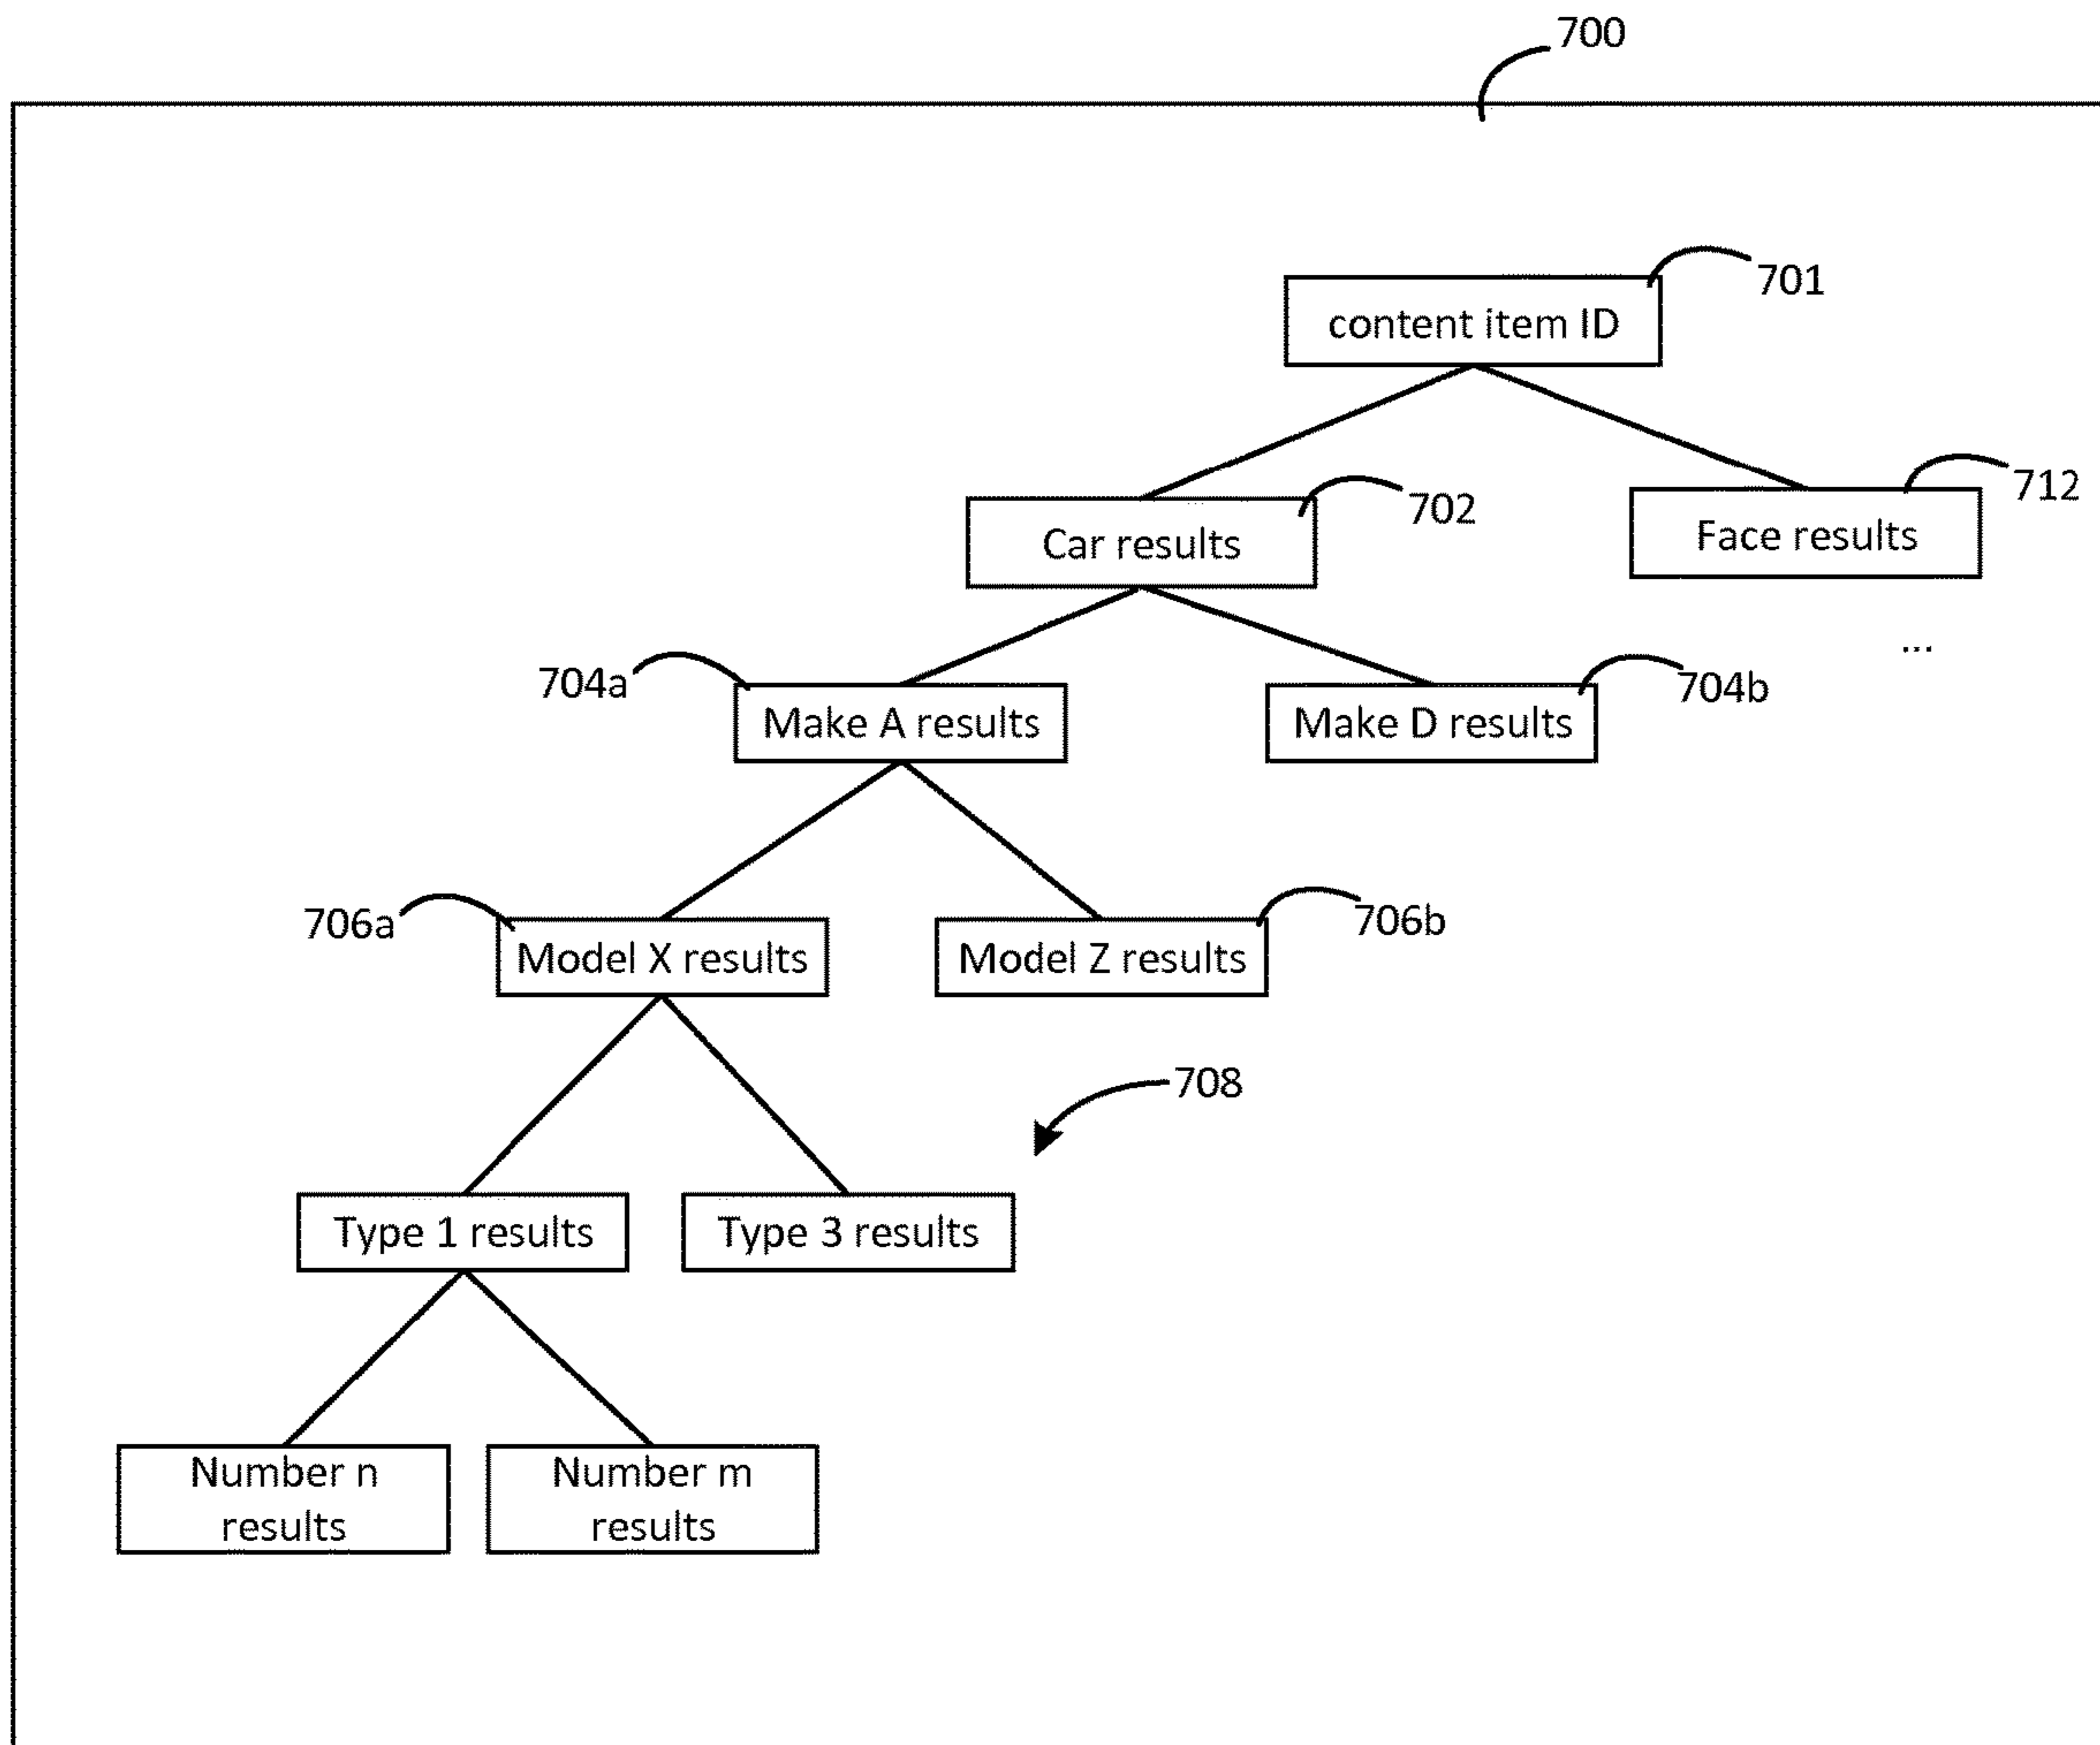 700
701
content item ID
702
712
Car results
Face results
...
704a
704b
Make A results
Make D results
706a
706b
Model X results
Model Z results
708
Type 1 results
Type 3 results
Number n
results
Number m
results